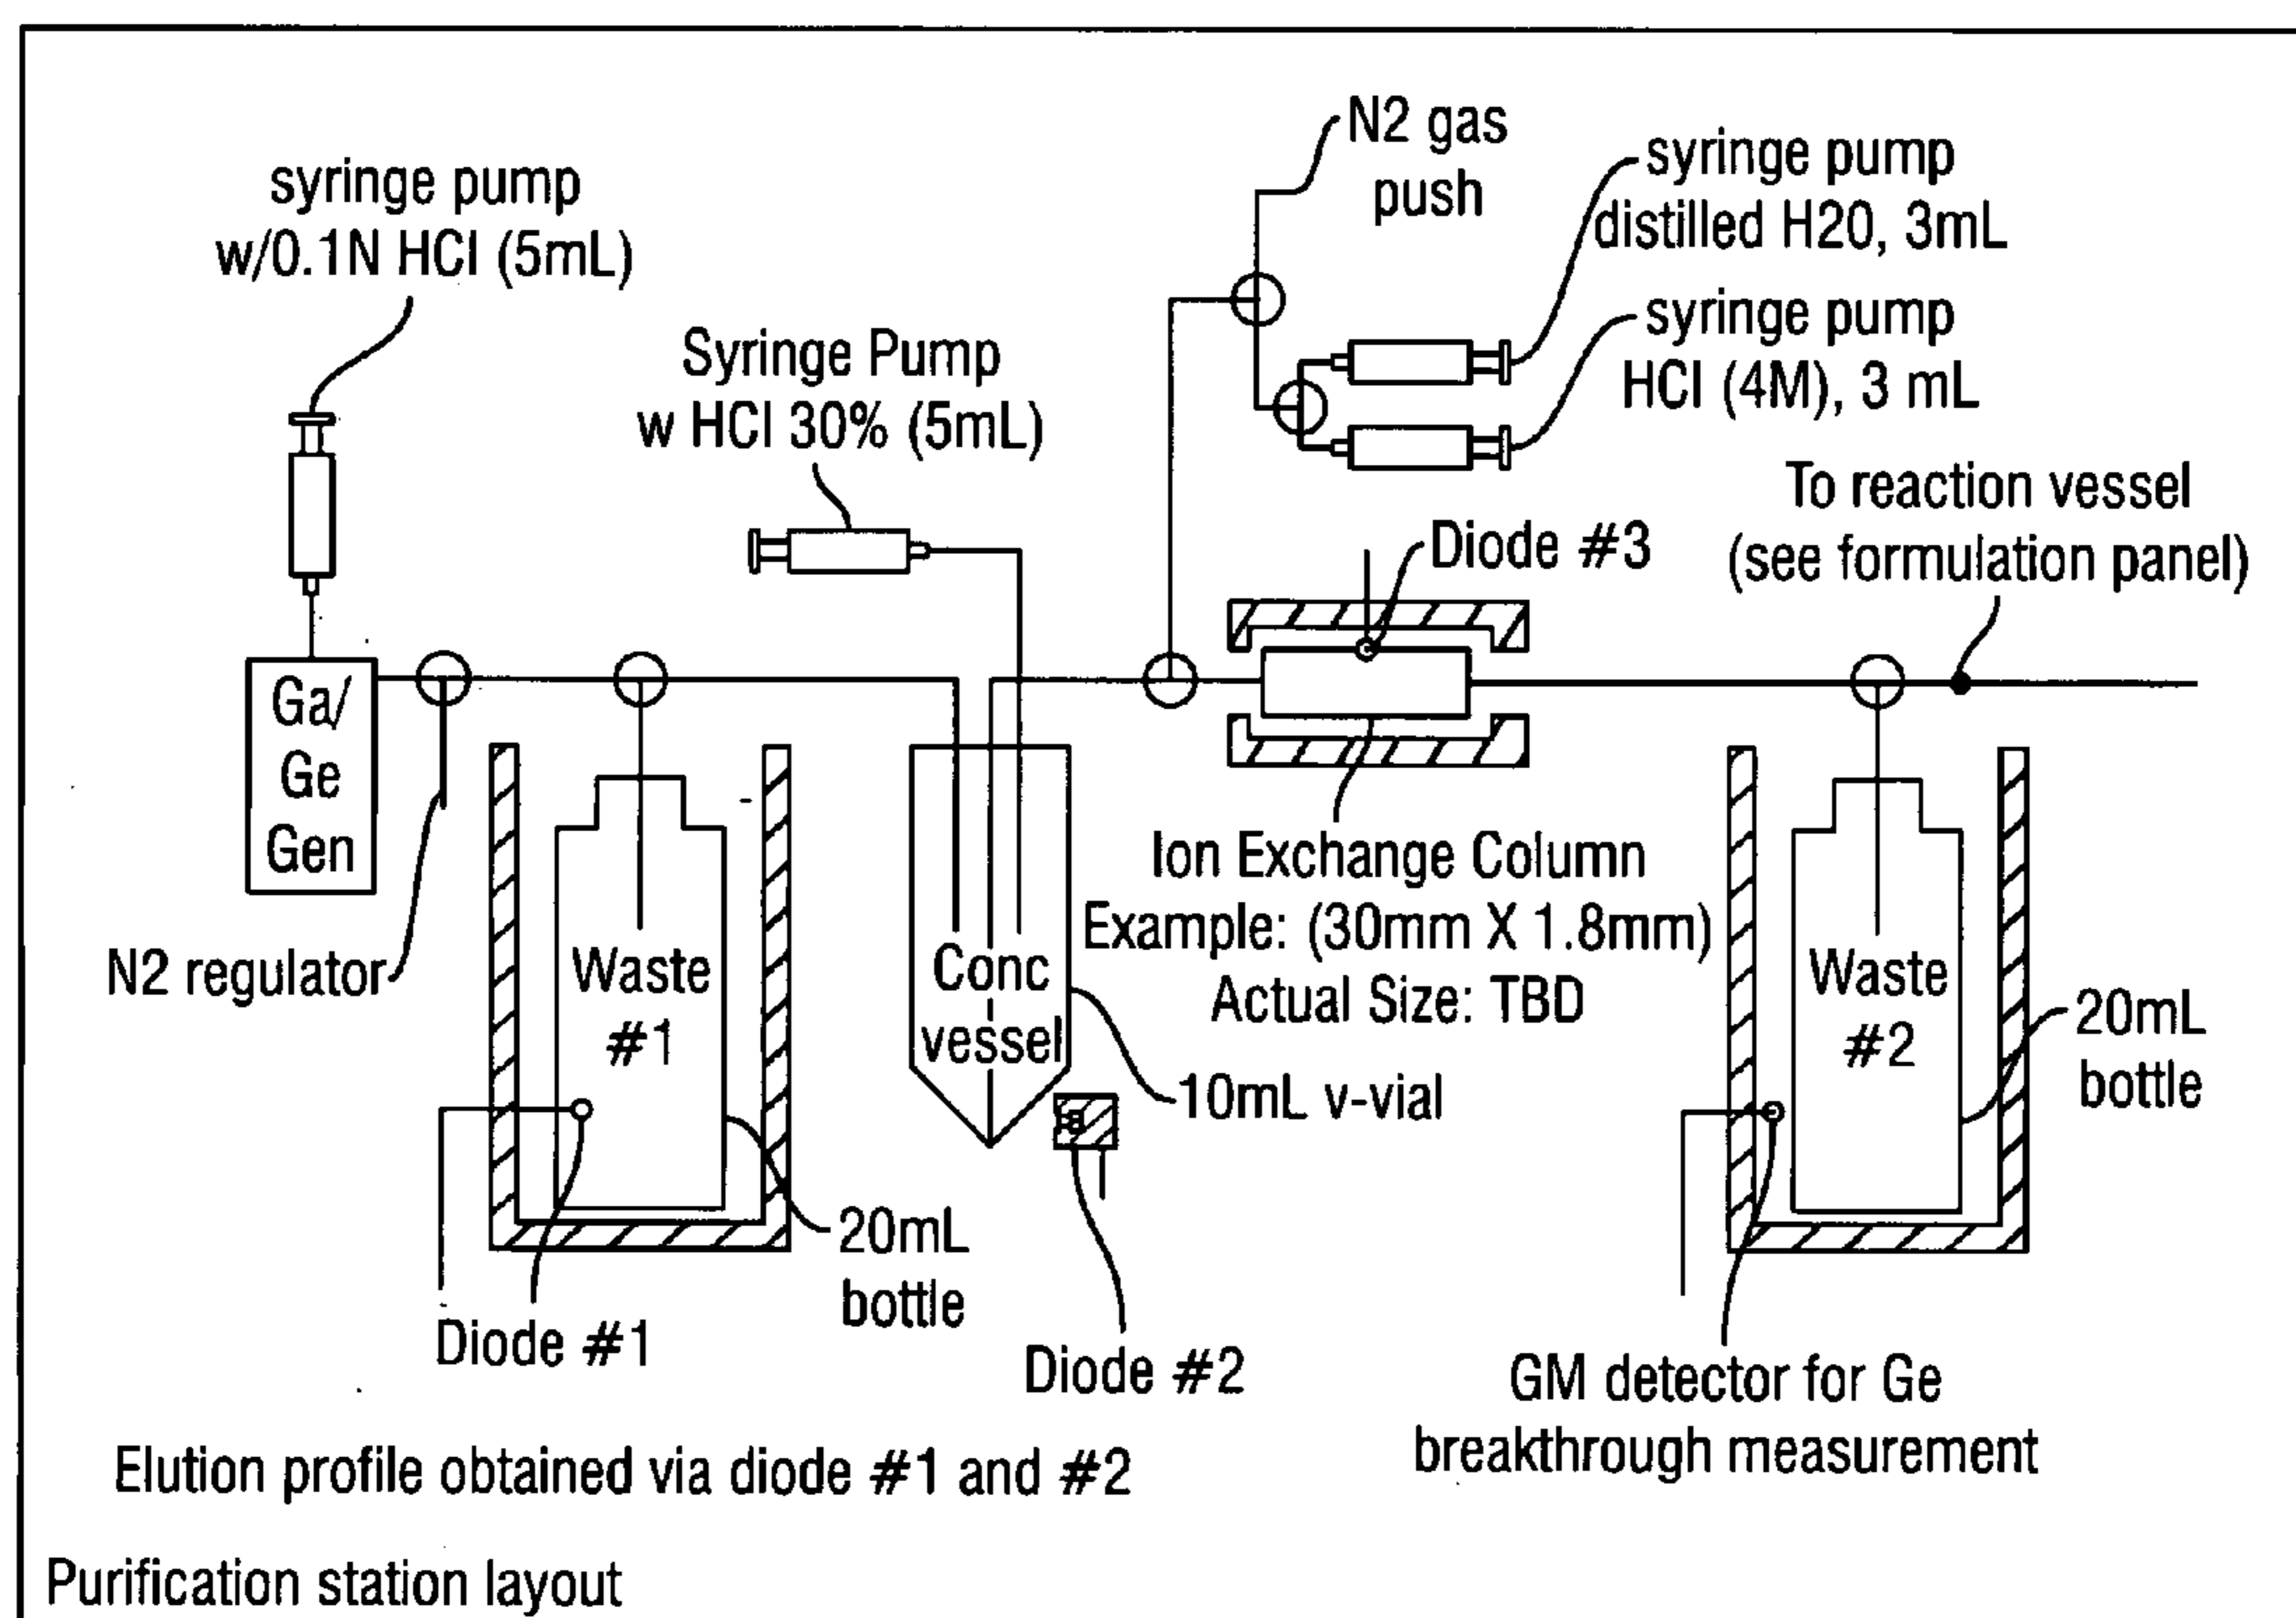 N2 gas
push
syringe pump
distilled H20, 3mL
syringe pump
w/0.1N HCl (5mL)
syringe pump
HCl (4M), 3 mL
Syringe Pump
w HCl 30% (5mL)
To reaction vessel
(see formulation panel)
Diode #3
Ga/
Ge
Gen
N2 regulator
Waste
#1
Conc
vessel
Ion Exchange Column
Example: (30mm X 1.8mm)
Actual Size: TBD
Waste
#2
20mL
bottle
10mL v-vial
20mL
bottle
Diode #1
Diode #2
GM detector for Ge
breakthrough measurement
Elution profile obtained via diode #1 and #2
Purification station layout